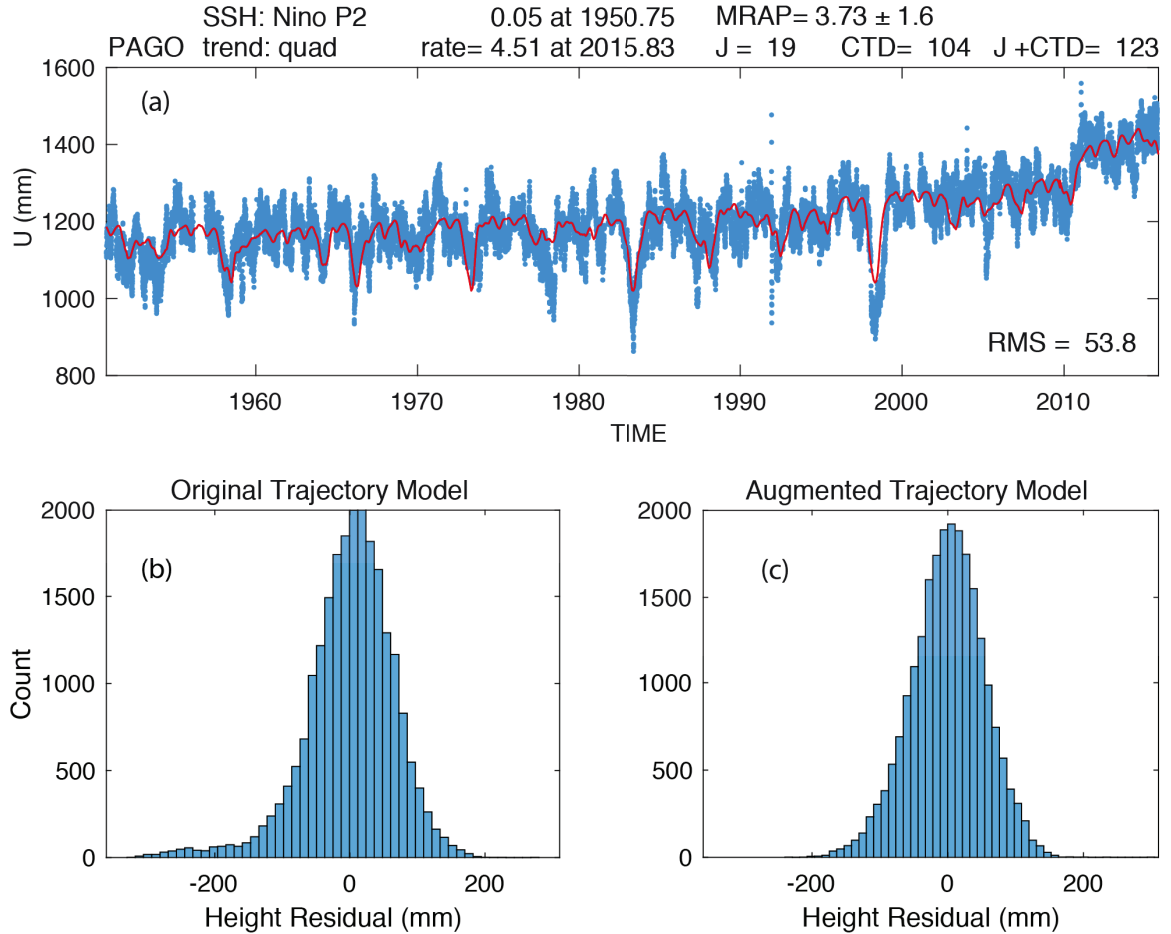 SSH: Nino P2 0.05 at 1950.75 MRAP= 3.73 ± 1.6
PAGO trend: quad rate= 4.51 at 2015.83 J = 19 CTD= 104 J +CTD= 123
1600
(a)
1400
1200
U (mm)
1000
RMS = 53.8
800
1960 1970 1980 1990 2000 2010
TIME
Original Trajectory Model
2000
(b)
1500
1000
Count
500
0
-200 0 200
Height Residual (mm)
Augmented Trajectory Model
2000
(c)
1500
1000
500
0
-200 0 200
Height Residual (mm)